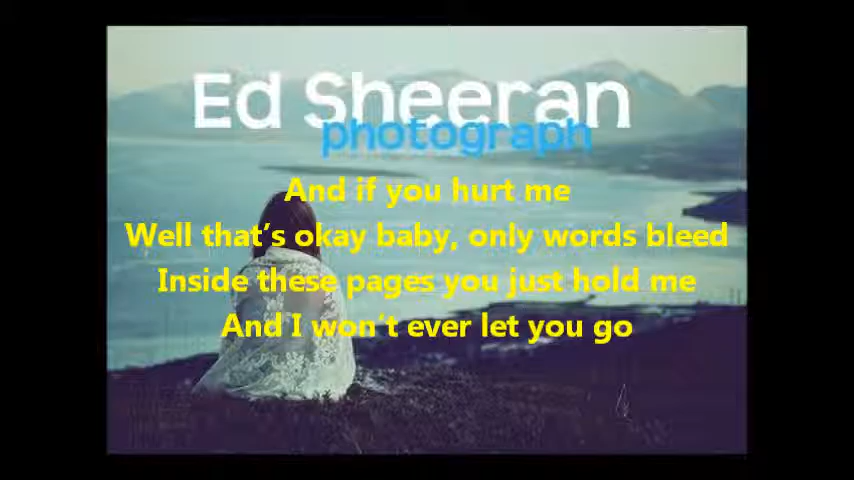 Ed Sheeran
photograph
And if you hurt me
Well that's okay baby, only words bleed
Inside these pages you just hold me
And I won't ever let you go